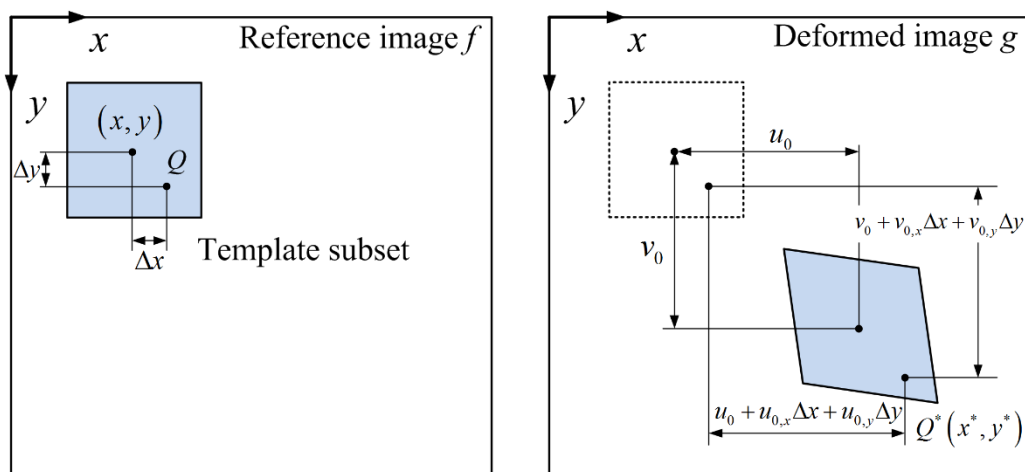 Reference image f
x
y
(x, y)
Q
Δy
Δx
Template subset
Deformed image g
x
y
u₀
v₀
v₀ + v₀,ₓΔx + v₀,ᵧΔy
u₀ + u₀,ₓΔx + u₀,ᵧΔy
Q*(x*, y*)